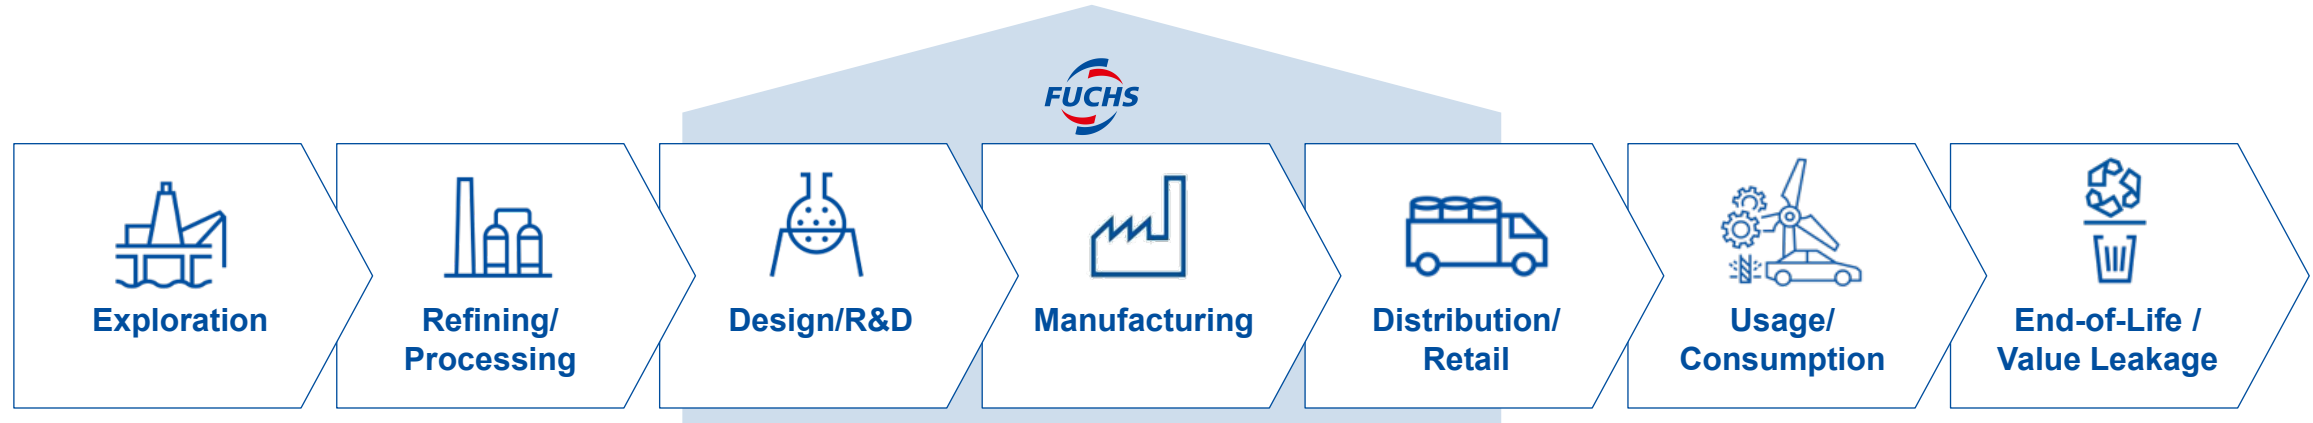 FUCHS
Exploration
Refining/
Processing
Design/R&D
Manufacturing
Distribution/
Retail
Usage/
Consumption
End-of-Life /
Value Leakage